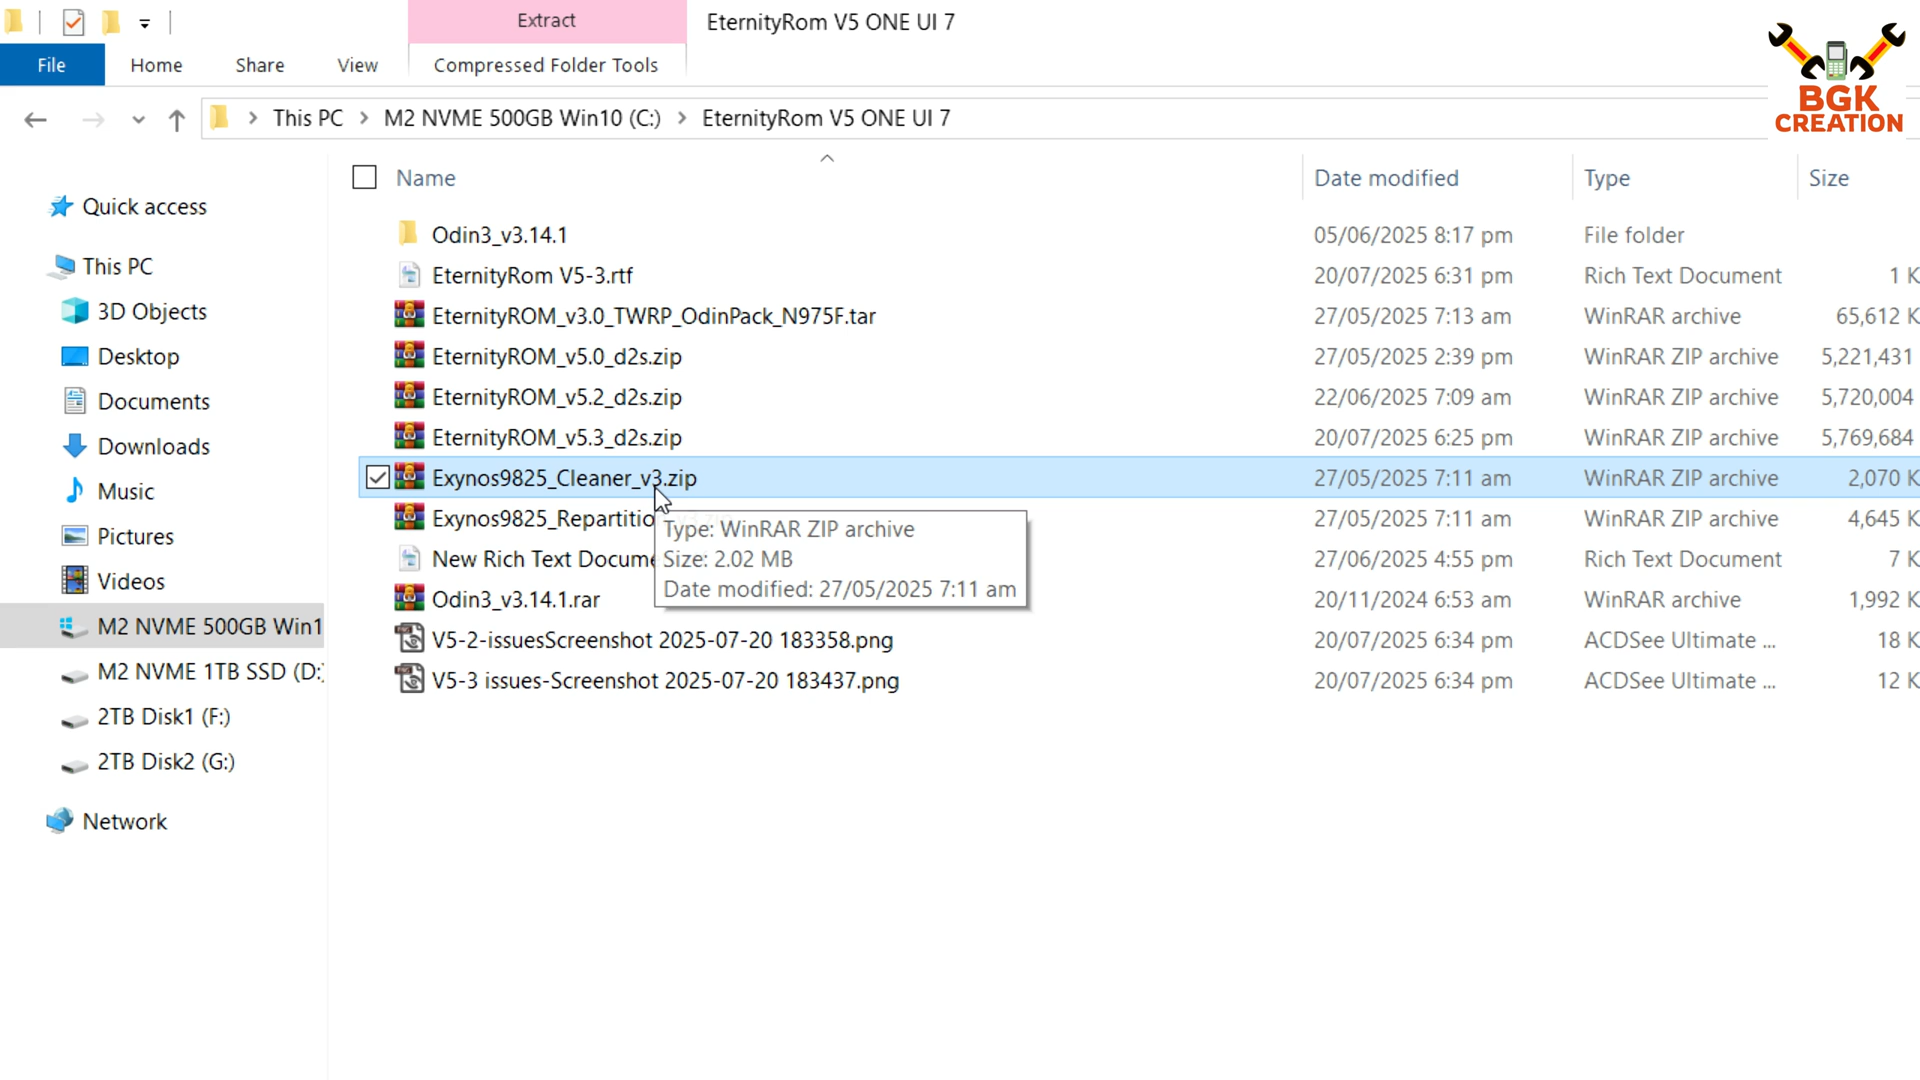 Extract
EternityRom V5 ONE UI 7
File
Home
Share
View
Compressed Folder Tools
BGK
CREATION
This PC
M2 NVME 500GB Win10 (C:)
EternityRom V5 ONE UI 7
Name
Date modified
Type
Size
Quick access
This PC
3D Objects
Desktop
Documents
Downloads
Music
Pictures
Videos
M2 NVME 500GB Win1
M2 NVME 1TB SSD (D:
2TB Disk1 (F:)
2TB Disk2 (G:)
Network
Odin3_v3.14.1 05/06/2025 8:17 pm File folder
EternityRom V5-3.rtf 20/07/2025 6:31 pm Rich Text Document 1 K
EternityROM_v3.0_TWRP_OdinPack_N975F.tar 27/05/2025 7:13 am WinRAR archive 65,612 K
EternityROM_v5.0_d2s.zip 27/05/2025 2:39 pm WinRAR ZIP archive 5,221,431
EternityROM_v5.2_d2s.zip 22/06/2025 7:09 am WinRAR ZIP archive 5,720,004
EternityROM_v5.3_d2s.zip 20/07/2025 6:25 pm WinRAR ZIP archive 5,769,684
Exynos9825_Cleaner_v3.zip 27/05/2025 7:11 am WinRAR ZIP archive 2,070 K
Exynos9825_Repartitio 27/05/2025 7:11 am WinRAR ZIP archive 4,645 K
New Rich Text Docume 27/06/2025 4:55 pm Rich Text Document 7 K
Odin3_v3.14.1.rar 20/11/2024 6:53 am WinRAR archive 1,992 K
V5-2-issuesScreenshot 2025-07-20 183358.png 20/07/2025 6:34 pm ACDSee Ultimate ... 18 K
V5-3 issues-Screenshot 2025-07-20 183437.png 20/07/2025 6:34 pm ACDSee Ultimate ... 12 K
Type: WinRAR ZIP archive
Size: 2.02 MB
Date modified: 27/05/2025 7:11 am